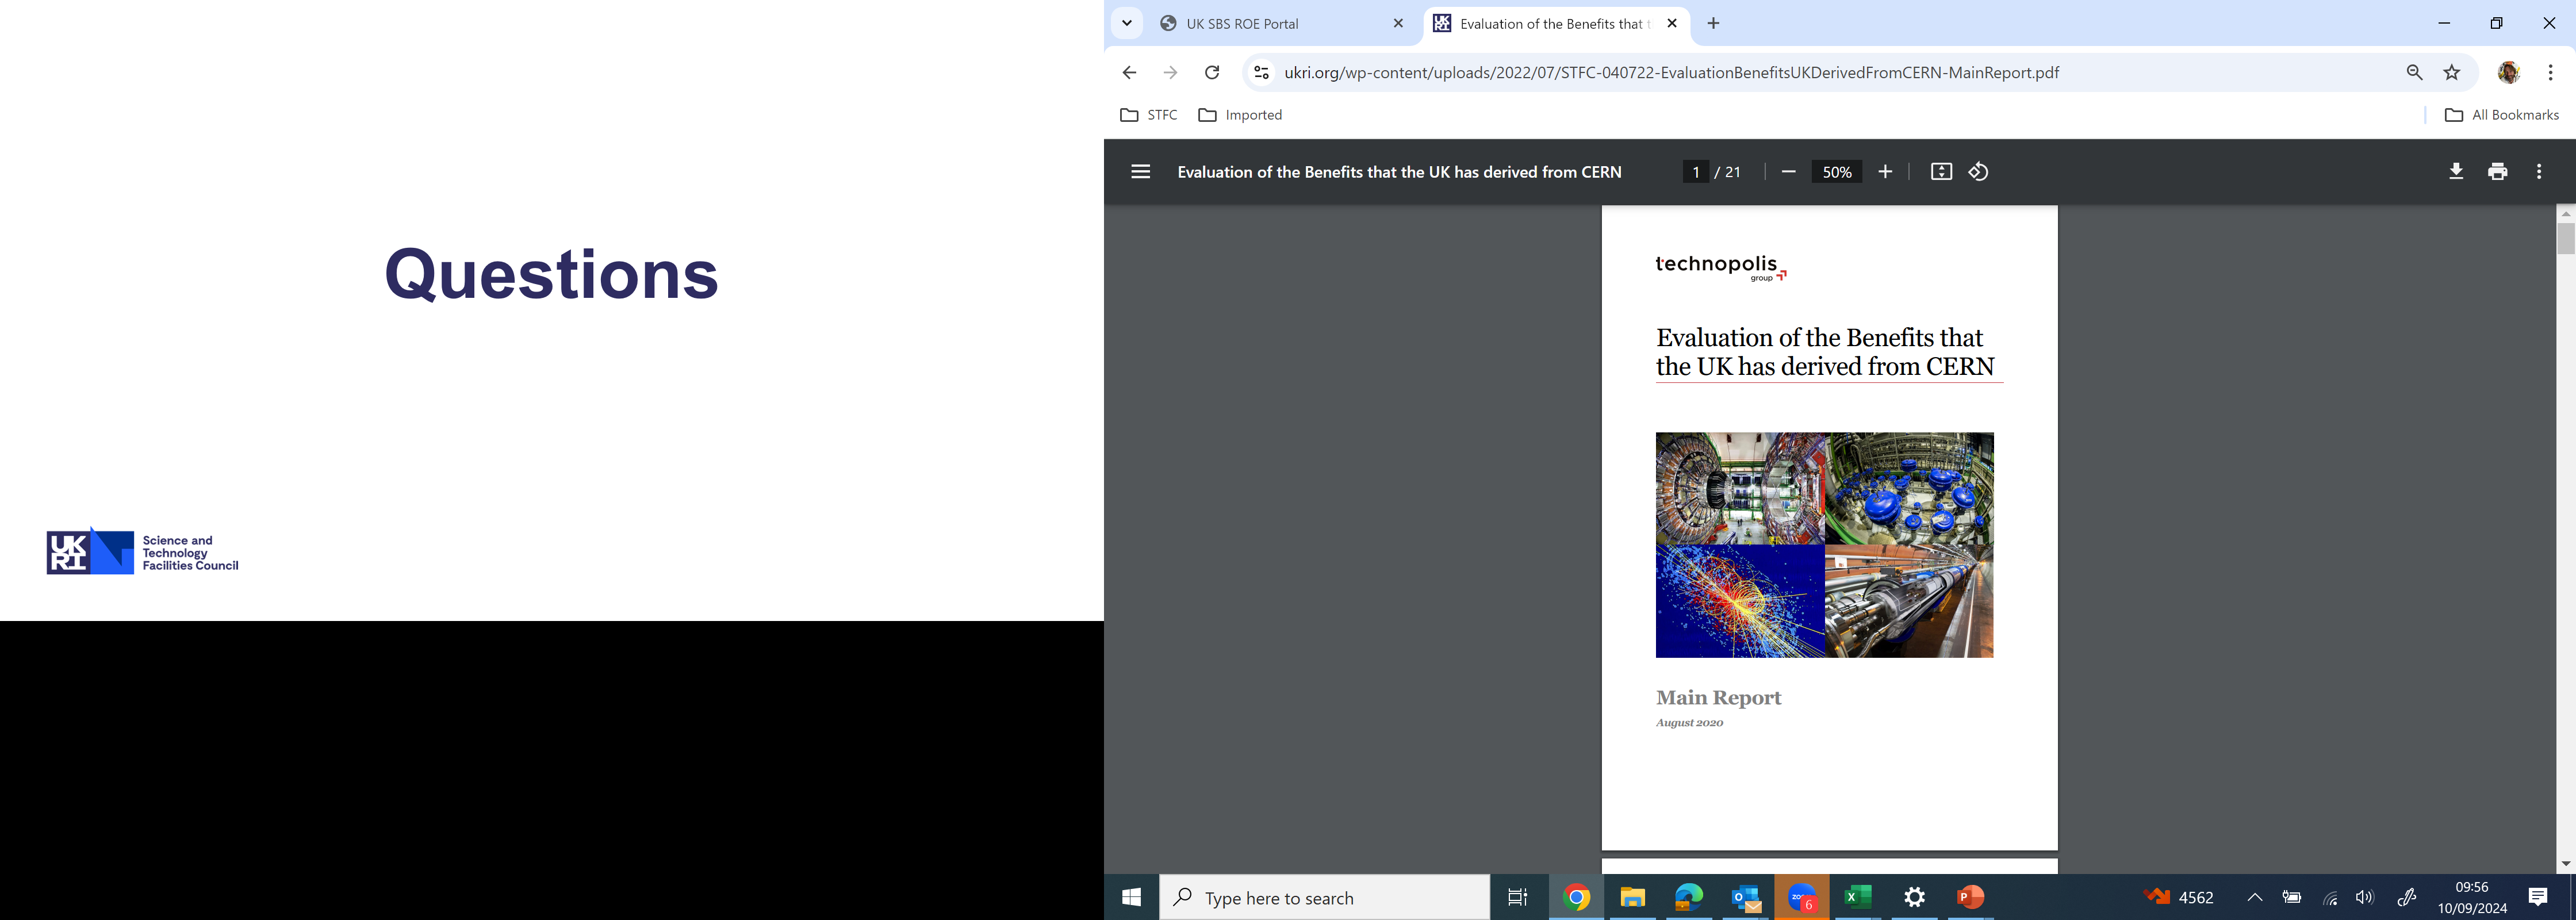 Questions
UK
RI
Science and
Technology
Facilities Council
UK SBS ROE Portal
Evaluation of the Benefits that t
ukri.org/wp-content/uploads/2022/07/STFC-040722-EvaluationBenefitsUKDerivedFromCERN-MainReport.pdf
STFC
Imported
All Bookmarks
Evaluation of the Benefits that the UK has derived from CERN
1 / 21
50%
technopolis
group
Evaluation of the Benefits that
the UK has derived from CERN
Main Report
August 2020
Type here to search
zoom
6
4562
09:56
10/09/2024